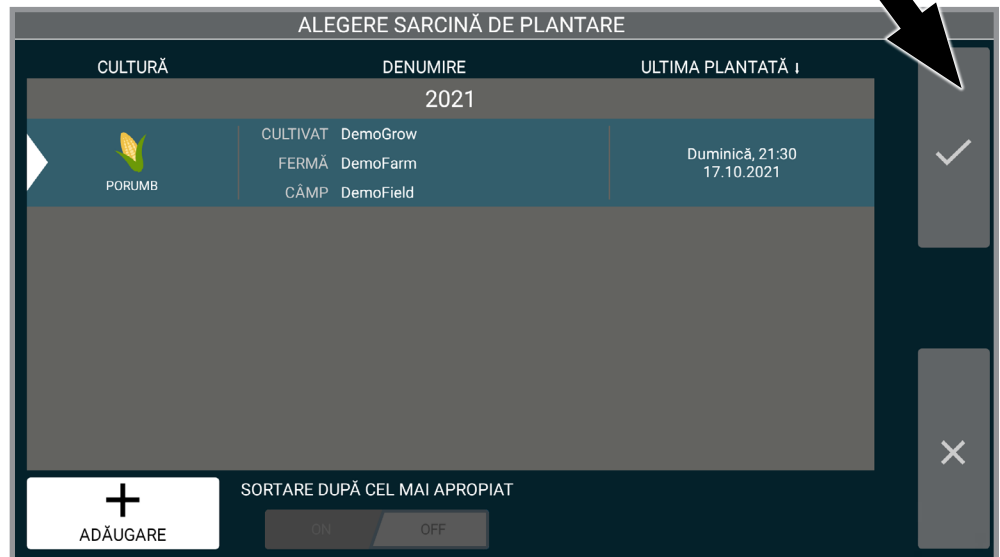 ALEGERE SARCINĂ DE PLANTARE
CULTURĂ DENUMIRE ULTIMA PLANTATĂ ↓
2021
PORUMB
CULTIVAT DemoGrow
FERMĂ DemoFarm
CÂMP DemoField
Duminică, 21:30
17.10.2021
ADĂUGARE
SORTARE DUPĂ CEL MAI APROPIAT
ON OFF